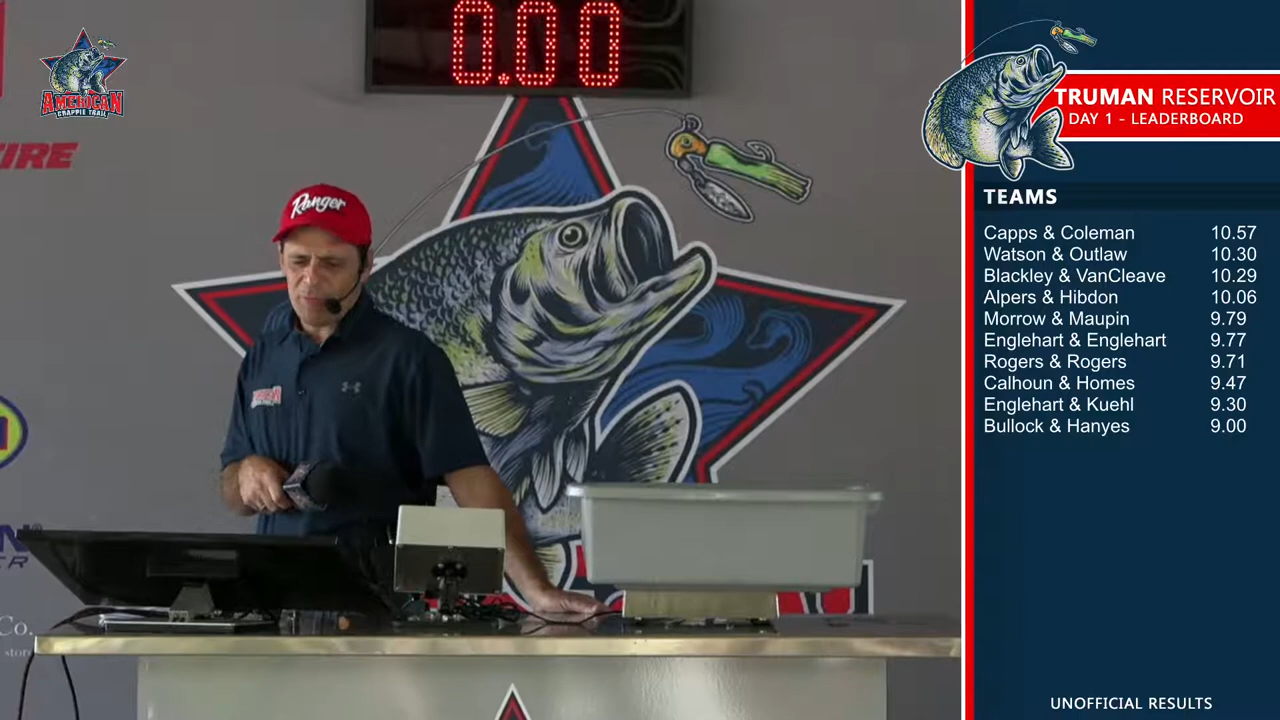 0.00
AMERICAN
CRAPPIE TRAIL
Ranger
TRUMAN RESERVOIR
DAY 1 - LEADERBOARD
TEAMS
Capps & Coleman 10.57
Watson & Outlaw 10.30
Blackley & VanCleave 10.29
Alpers & Hibdon 10.06
Morrow & Maupin 9.79
Englehart & Englehart 9.77
Rogers & Rogers 9.71
Calhoun & Homes 9.47
Englehart & Kuehl 9.30
Bullock & Hanyes 9.00
Co.
store
UNOFFICIAL RESULTS